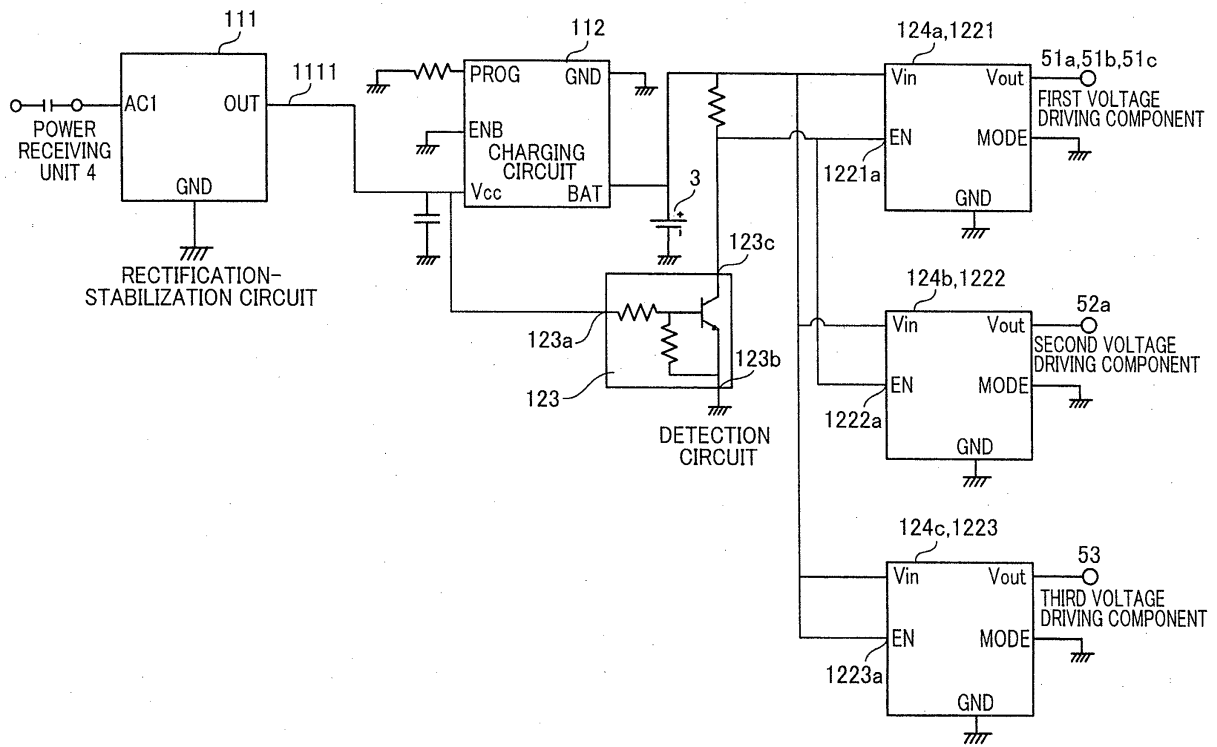 111
1111
AC1
OUT
GND
POWER
RECEIVING
UNIT 4
RECTIFICATION-
STABILIZATION CIRCUIT
112
PROG
GND
ENB
CHARGING
CIRCUIT
Vcc
BAT
3
+
-
123c
123a
123b
123
DETECTION
CIRCUIT
124a,1221
Vin
Vout
EN
MODE
GND
1221a
51a,51b,51c
FIRST VOLTAGE
DRIVING COMPONENT
124b,1222
Vin
Vout
EN
MODE
GND
1222a
52a
SECOND VOLTAGE
DRIVING COMPONENT
124c,1223
Vin
Vout
EN
MODE
GND
1223a
53
THIRD VOLTAGE
DRIVING COMPONENT